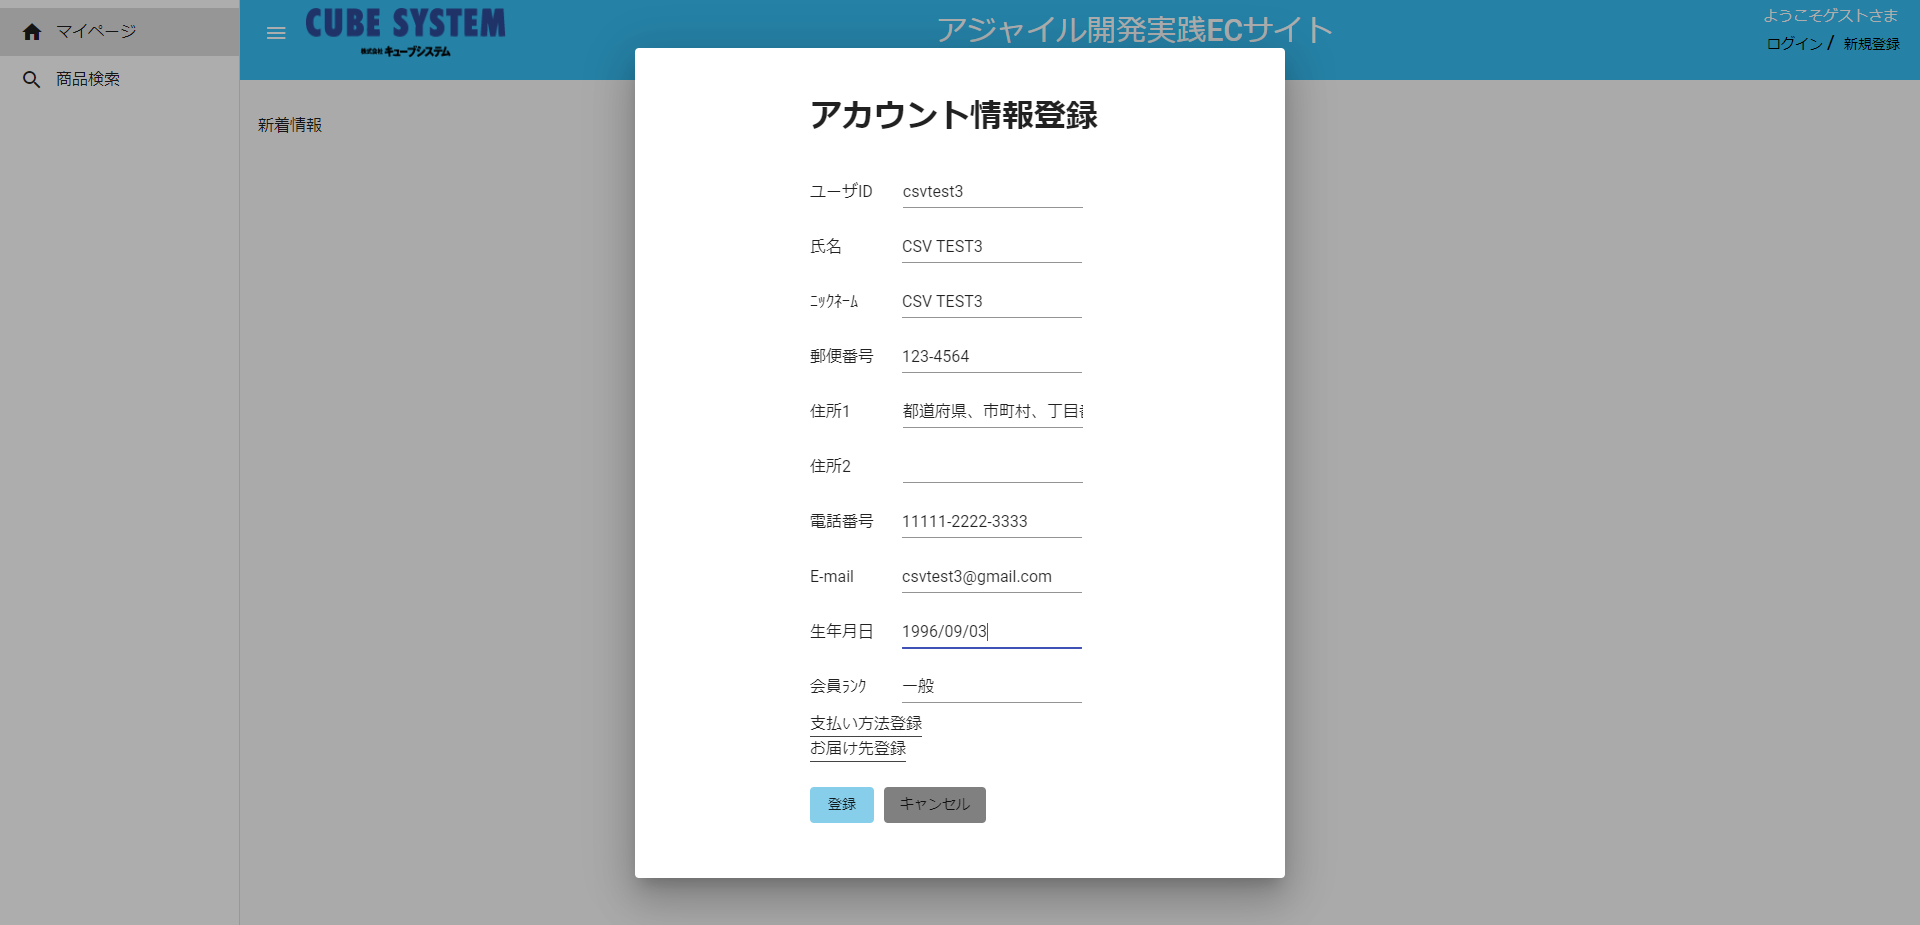 マイページ
商品検索
CUBE SYSTEM
株式会社 キューブシステム
アジャイル開発実践ECサイト
ようこそゲストさま
ログイン / 新規登録
新着情報
アカウント情報登録
ユーザID csvtest3
氏名 CSV TEST3
ﾆｯｸﾈｰﾑ CSV TEST3
郵便番号 123-4564
住所1 都道府県、市町村、丁目
住所2
電話番号 11111-2222-3333
E-mail csvtest3@gmail.com
生年月日 1996/09/03
会員ﾗﾝｸ 一般
支払い方法登録
お届け先登録
登録 キャンセル